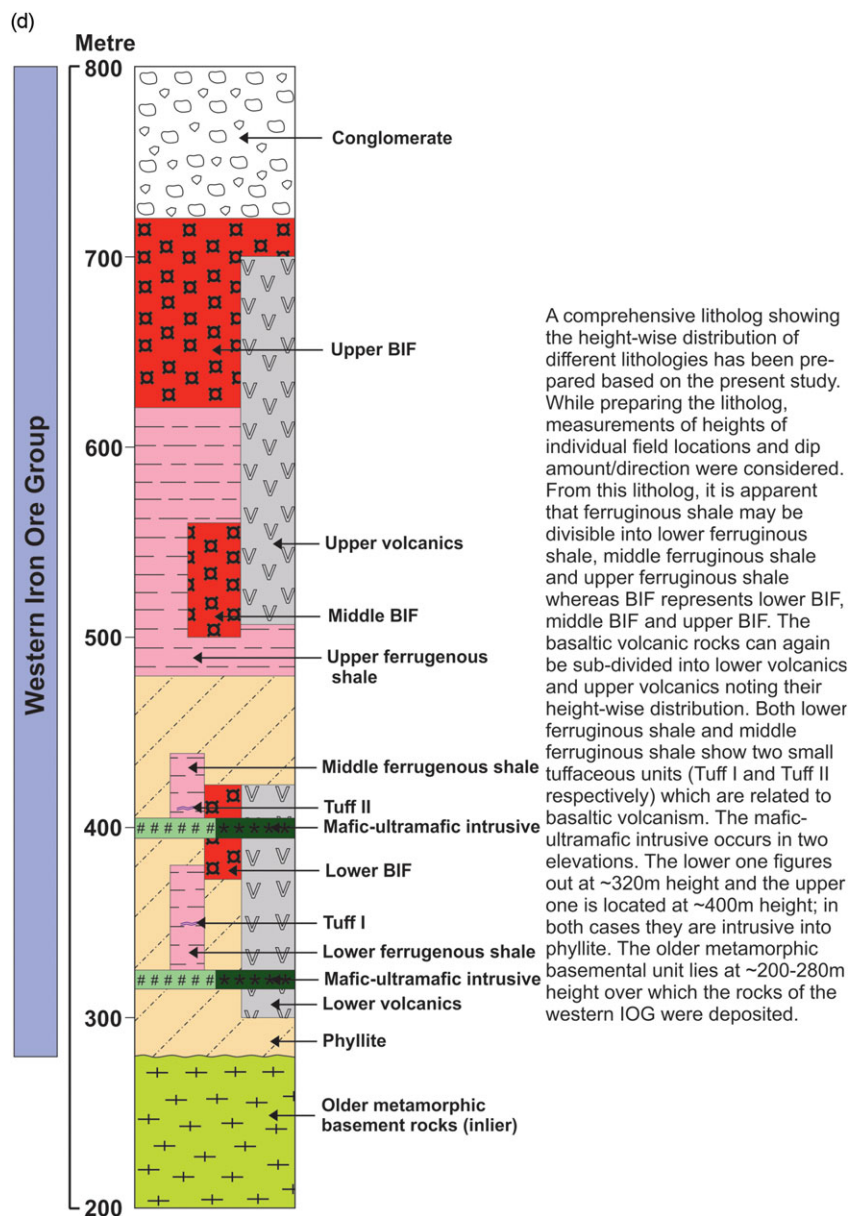 (d)
Metre
800
Conglomerate
700
Upper BIF
600
Upper volcanics
Middle BIF
500
Upper ferrugenous
shale
Middle ferrugenous shale
Tuff II
400
Mafic-ultramafic intrusive
Lower BIF
Tuff I
Lower ferrugenous shale
Mafic-ultramafic intrusive
Lower volcanics
300
Phyllite
Older metamorphic
basement rocks (inlier)
200
Western Iron Ore Group
A comprehensive litholog showing
the height-wise distribution of
different lithologies has been pre-
pared based on the present study.
While preparing the litholog,
measurements of heights of
individual field locations and dip
amount/direction were considered.
From this litholog, it is apparent
that ferruginous shale may be
divisible into lower ferruginous
shale, middle ferruginous shale
and upper ferruginous shale
whereas BIF represents lower BIF,
middle BIF and upper BIF. The
basaltic volcanic rocks can again
be sub-divided into lower volcanics
and upper volcanics noting their
height-wise distribution. Both lower
ferruginous shale and middle
ferruginous shale show two small
tuffaceous units (Tuff I and Tuff II
respectively) which are related to
basaltic volcanism. The mafic-
ultramafic intrusive occurs in two
elevations. The lower one figures
out at ~320m height and the upper
one is located at ~400m height; in
both cases they are intrusive into
phyllite. The older metamorphic
basemental unit lies at ~200-280m
height over which the rocks of the
western IOG were deposited.